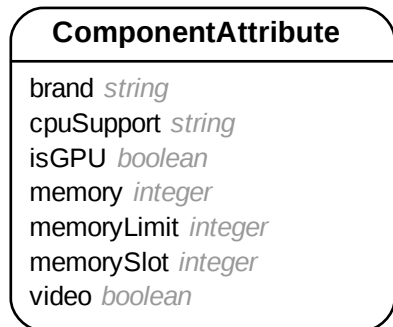 ComponentAttribute
brand string
cpuSupport string
isGPU boolean
memory integer
memoryLimit integer
memorySlot integer
video boolean